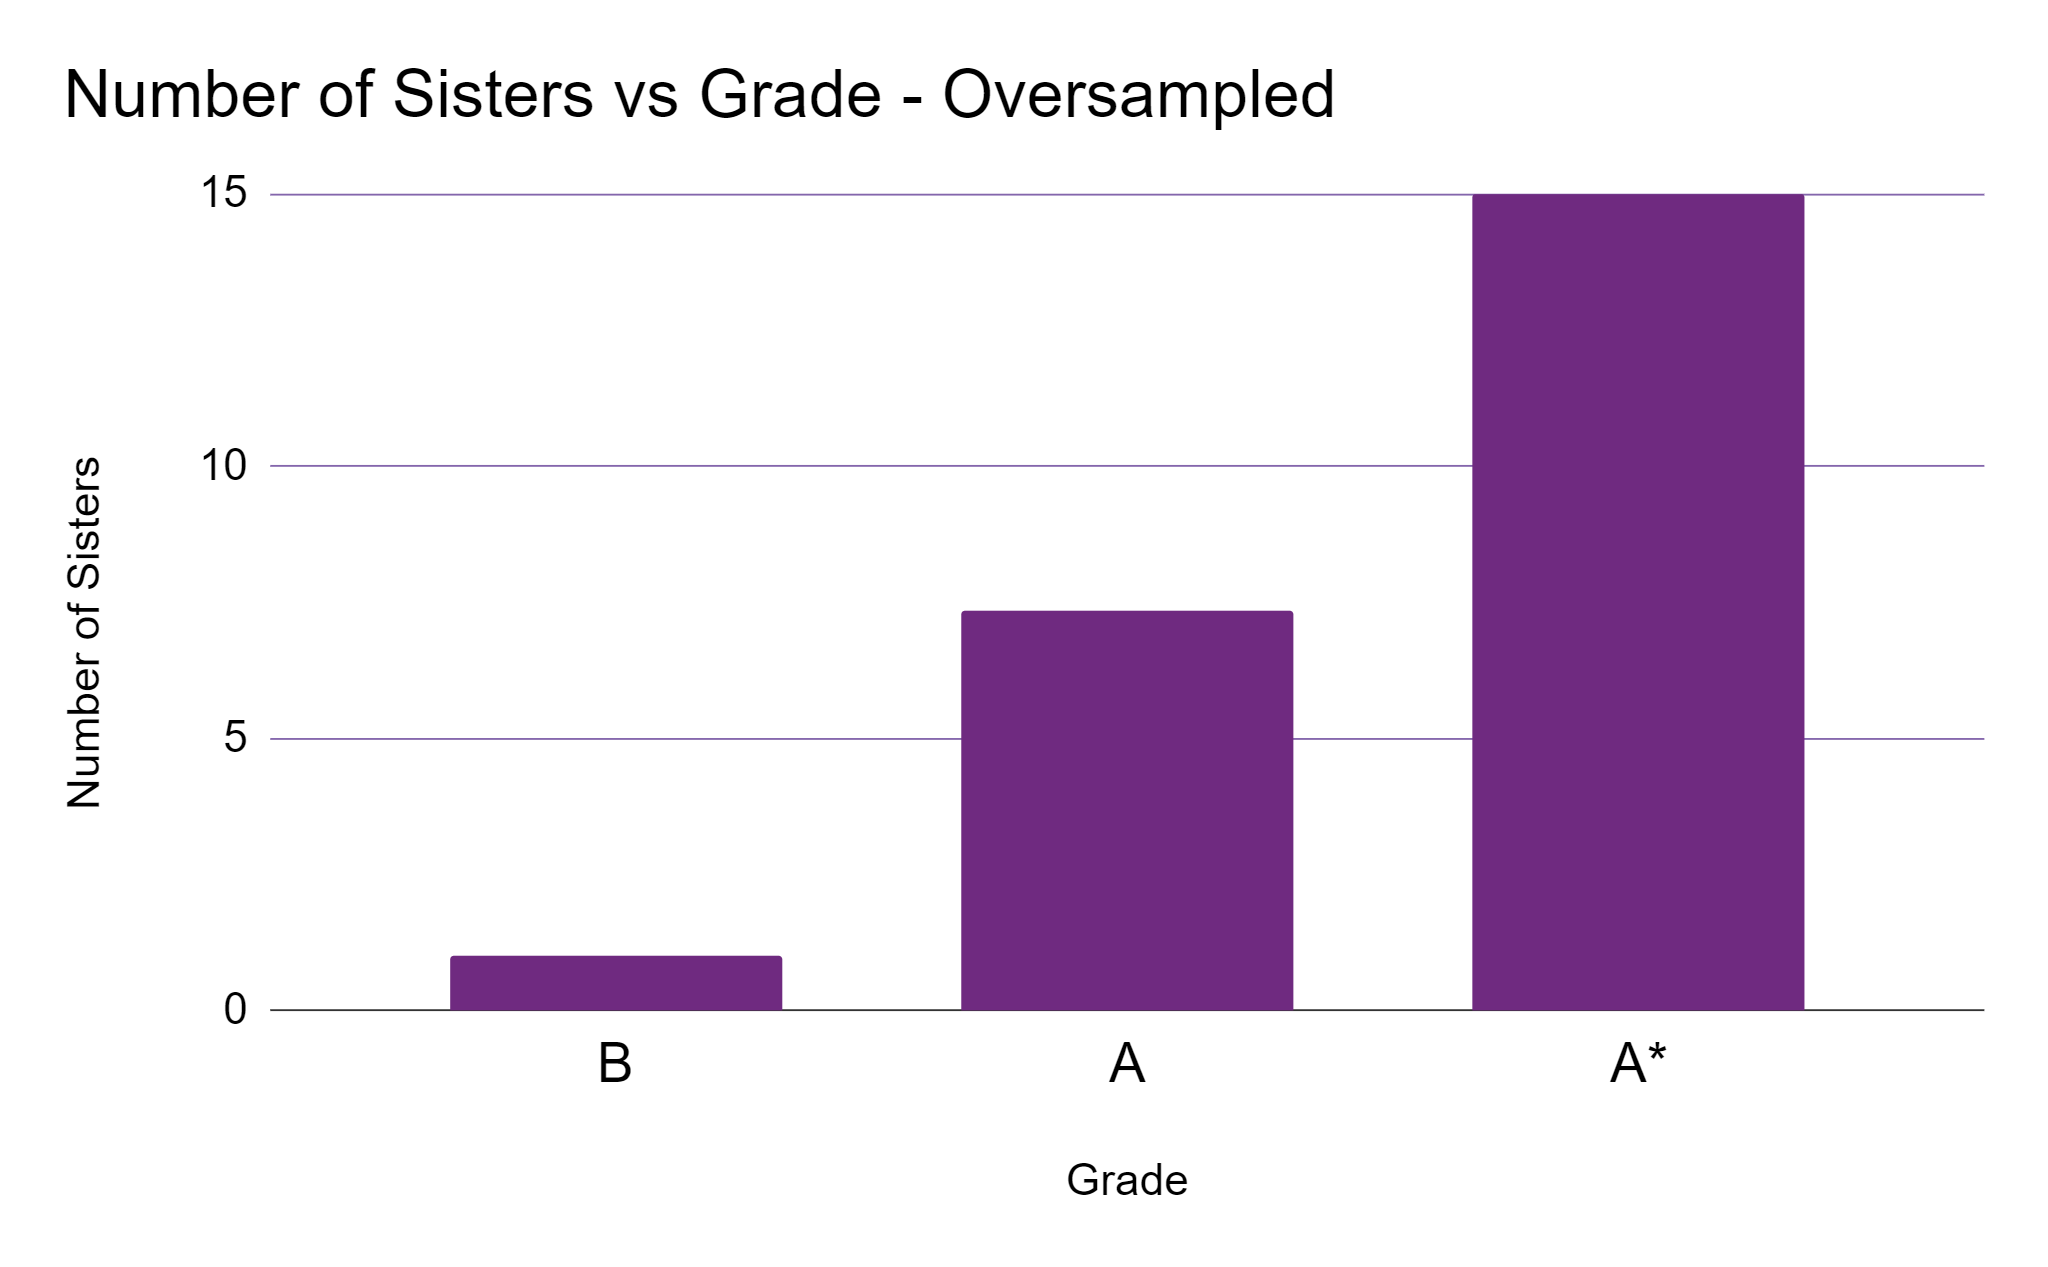 Number of Sisters vs Grade - Oversampled
15
10
5
0
Number of Sisters
B
A
A*
Grade